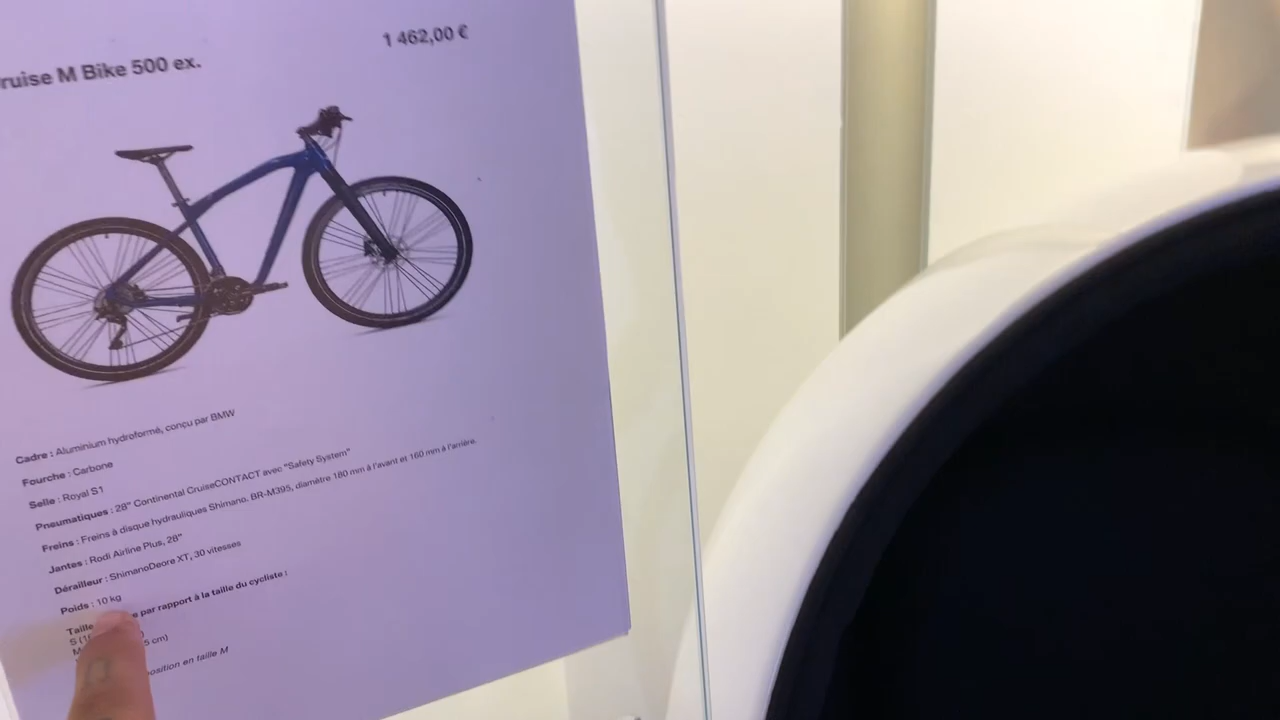 1 462,00 €
ruise M Bike 500 ex.
Cadre : Aluminium hydroformé, conçu par BMW
Fourche : Carbone
Selle : Royal S1
Pneumatiques : 28" Continental CruiseCONTACT avec "Safety System"
Freins : Freins à disque hydrauliques Shimano. BR-M395, diamètre 180 mm à l'avant et 160 mm à l'arrière.
Jantes : Rodi Airline Plus, 28"
Dérailleur : ShimanoDeore XT, 30 vitesses
Poids : 10 kg
Taille par rapport à la taille du cycliste :
S
M 5 cm)
en taille M